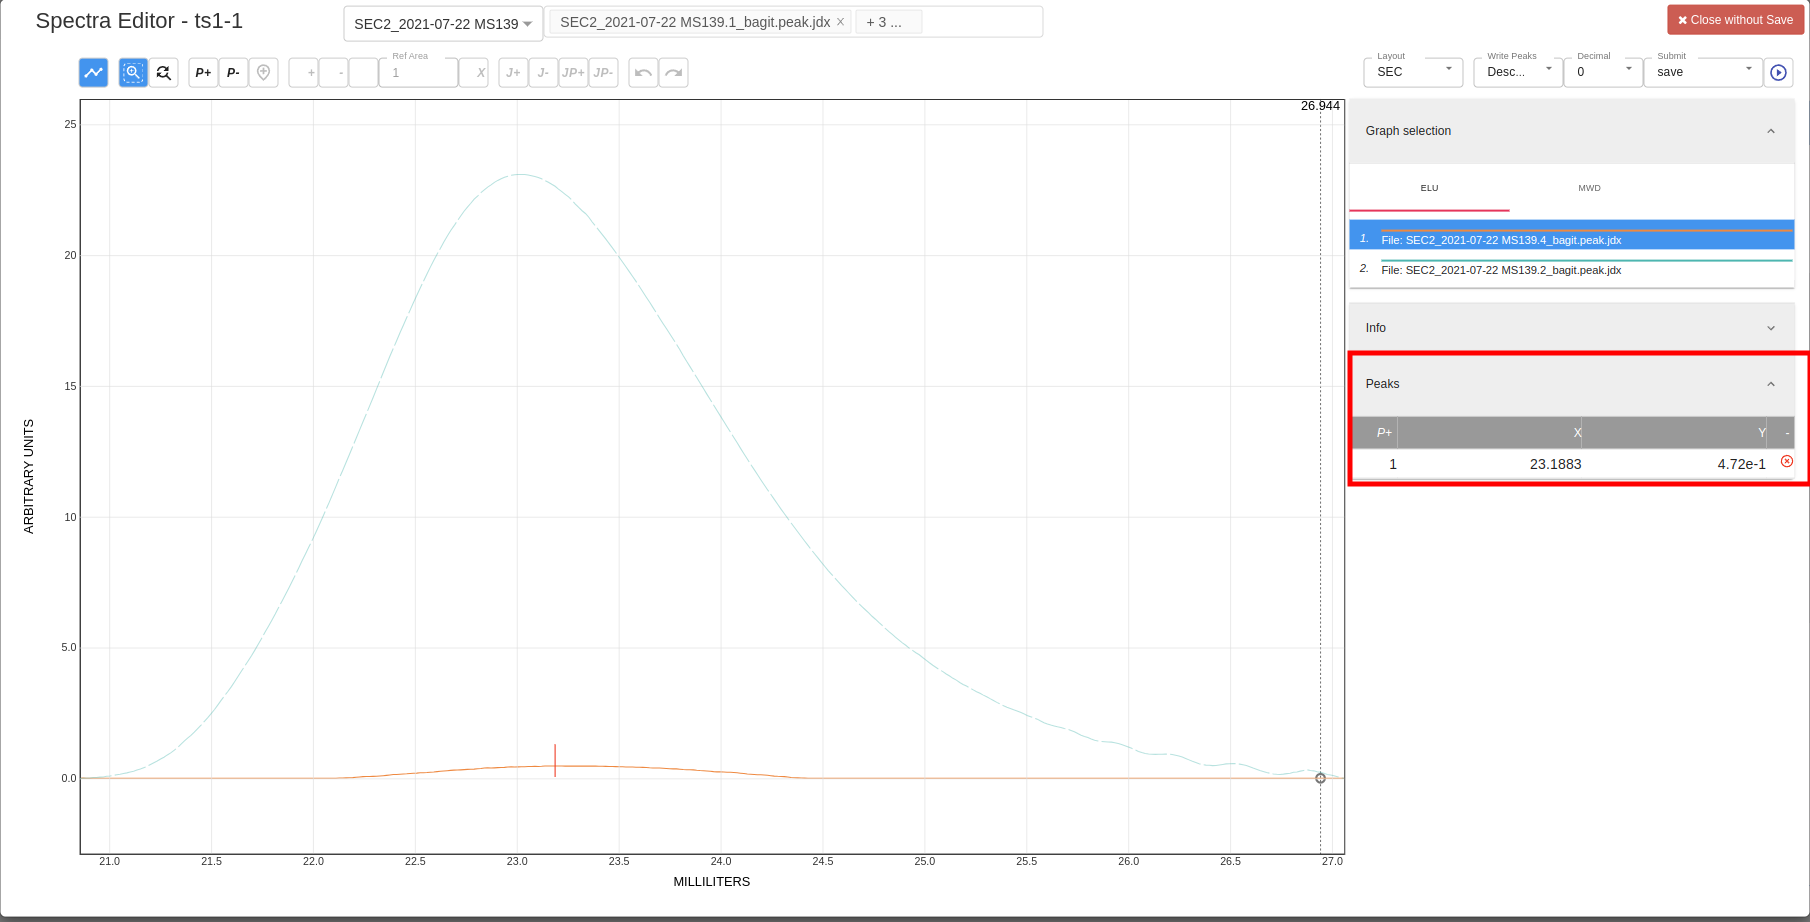 Spectra Editor - ts1-1
SEC2_2021-07-22 MS139
SEC2_2021-07-22 MS139.1_bagit.peak.jdx X
+ 3 ...
Close without Save
P+ P- + - Ref Area 1 X J+ J- JP+ JP-
Layout SEC
Write Peaks Desc...
Decimal 0
Submit save
26.944
25
20
15
10
5.0
0.0
ARBITRARY UNITS
21.0 21.5 22.0 22.5 23.0 23.5 24.0 24.5 25.0 25.5 26.0 26.5 27.0
MILLILITERS
Graph selection
ELU MWD
1. File: SEC2_2021-07-22 MS139.4_bagit.peak.jdx
2. File: SEC2_2021-07-22 MS139.2_bagit.peak.jdx
Info
Peaks
P+ X Y -
1 23.1883 4.72e-1